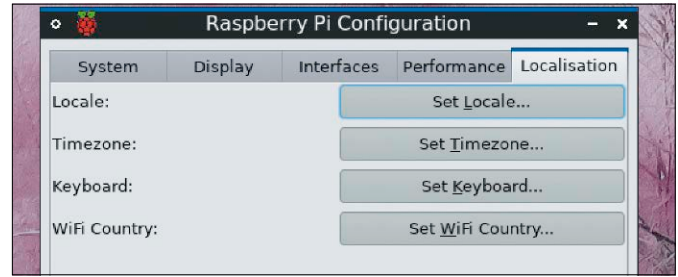 Raspberry Pi Configuration
System Display Interfaces Performance Localisation
Locale: Set Locale...
Timezone: Set Timezone...
Keyboard: Set Keyboard...
WiFi Country: Set WiFi Country...